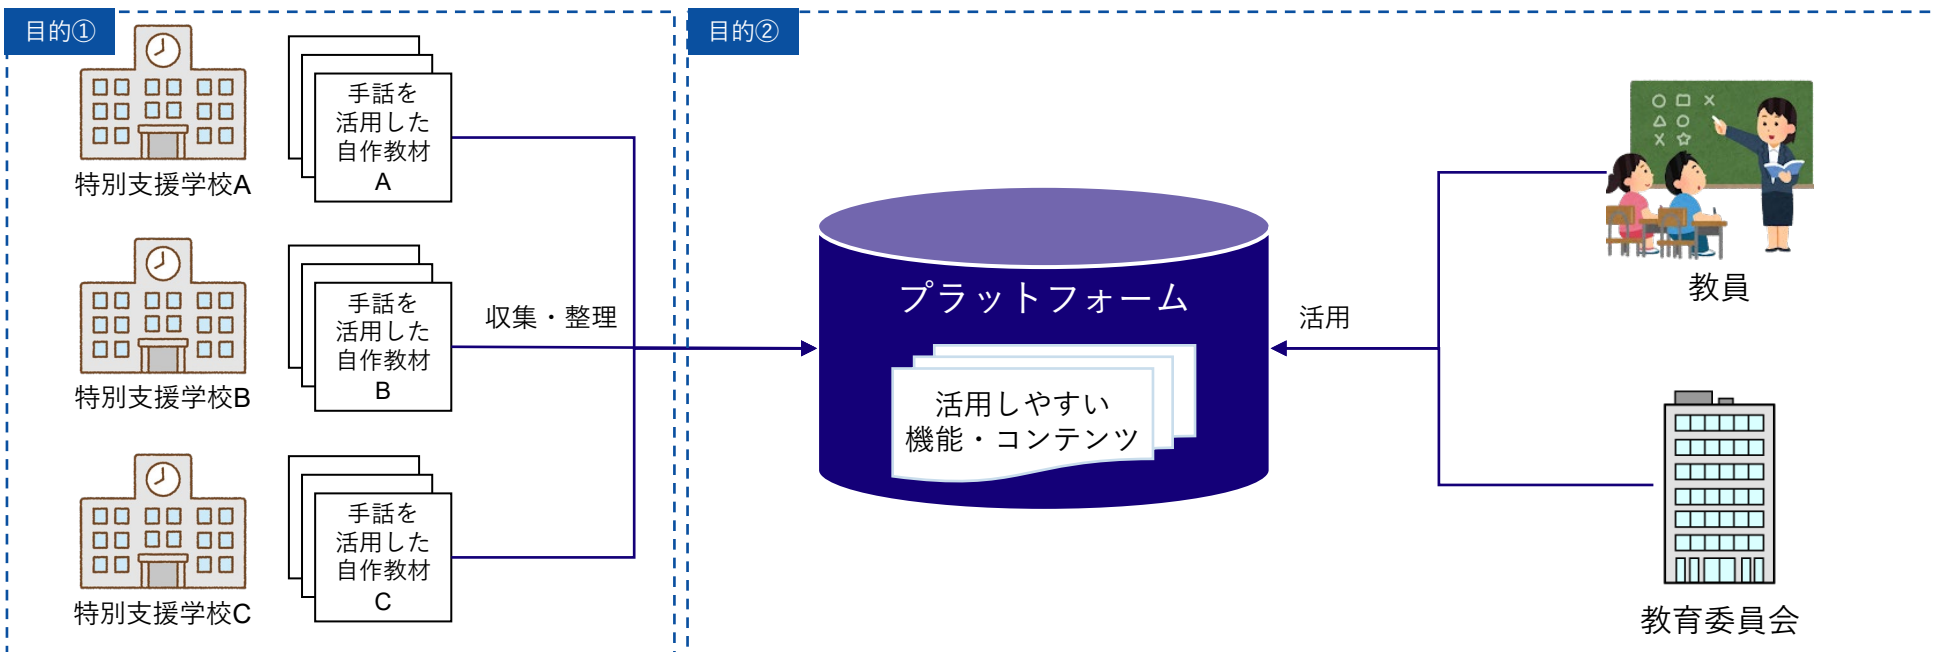 目的①
手話を
活用した
自作教材
A
特別支援学校A
手話を
活用した
自作教材
B
特別支援学校B
手話を
活用した
自作教材
C
特別支援学校C
収集・整理
目的②
プラットフォーム
活用しやすい
機能・コンテンツ
活用
教員
教育委員会